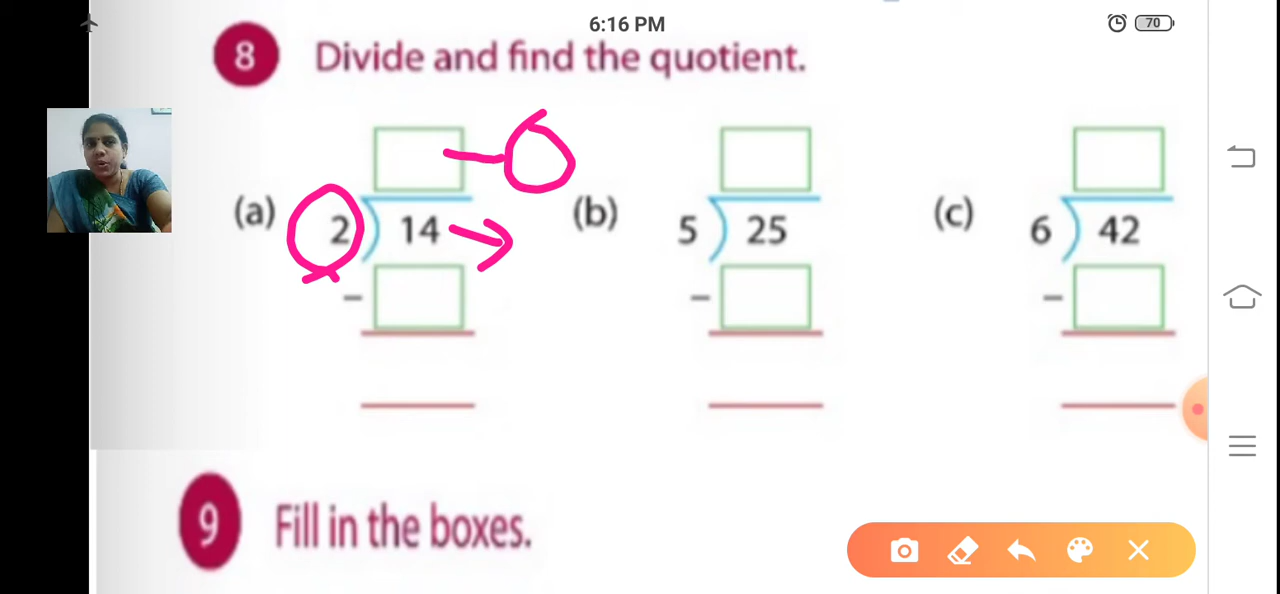 6:16 PM
70
8 Divide and find the quotient.
(a) 2 14
(b) 5 25
(c) 6 42
−
−
−
9 Fill in the boxes.